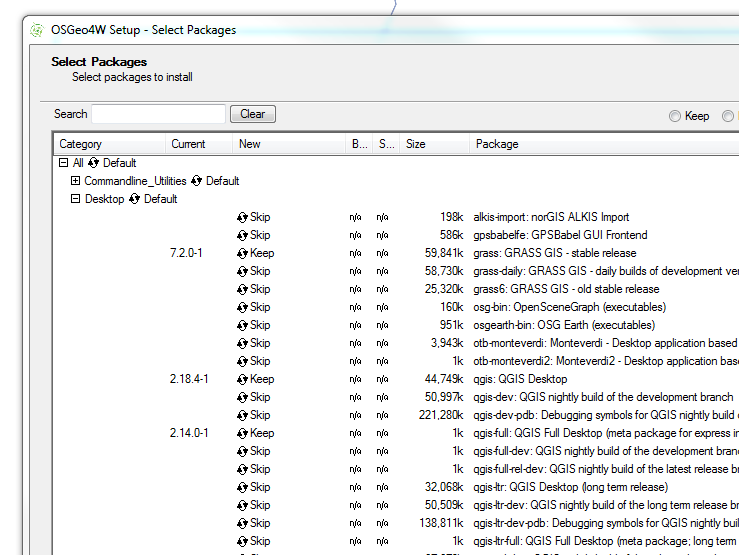 OSGeo4W Setup - Select Packages
Select Packages
Select packages to install
Search Clear Keep
Category Current New B... S... Size Package
All Default
Commandline_Utilities Default
Desktop Default
Skip n/a n/a 198k alkis-import: norGIS ALKIS Import
Skip n/a n/a 586k gpsbabelfe: GPSBabel GUI Frontend
7.2.0-1 Keep n/a n/a 59,841k grass: GRASS GIS - stable release
Skip n/a n/a 58,730k grass-daily: GRASS GIS - daily builds of development ve
Skip n/a n/a 25,320k grass6: GRASS GIS - old stable release
Skip n/a n/a 160k osg-bin: OpenSceneGraph (executables)
Skip n/a n/a 951k osgearth-bin: OSG Earth (executables)
Skip n/a n/a 3,943k otb-monteverdi: Monteverdi - Desktop application based
Skip n/a n/a 1k otb-monteverdi2: Monteverdi2 - Desktop application bas
2.18.4-1 Keep n/a n/a 44,749k qgis: QGIS Desktop
Skip n/a n/a 50,997k qgis-dev: QGIS nightly build of the development branch
Skip n/a n/a 221,280k qgis-dev-pdb: Debugging symbols for QGIS nightly build
2.14.0-1 Keep n/a n/a 1k qgis-full: QGIS Full Desktop (meta package for express in
Skip n/a n/a 1k qgis-full-dev: QGIS nightly build of the development bran
Skip n/a n/a 1k qgis-full-rel-dev: QGIS nightly build of the latest release b
Skip n/a n/a 32,068k qgis-ltr: QGIS Desktop (long term release)
Skip n/a n/a 50,509k qgis-ltr-dev: QGIS nightly build of the long term release br
Skip n/a n/a 138,811k qgis-ltr-dev-pdb: Debugging symbols for QGIS nightly buil
Skip n/a n/a 1k qgis-ltr-full: QGIS Full Desktop (meta package; long term